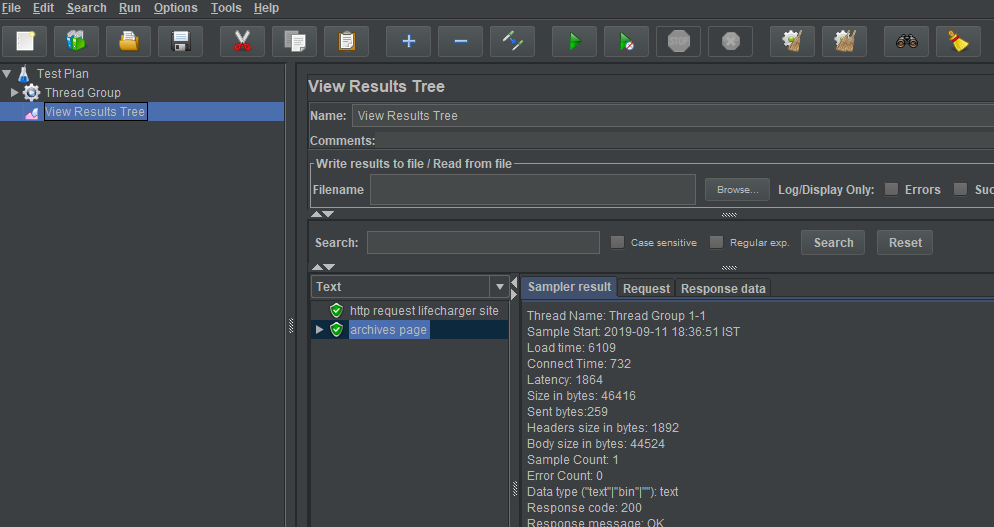 File Edit Search Run Options Tools Help
STOP
Test Plan
Thread Group
View Results Tree
View Results Tree
Name: View Results Tree
Comments:
Write results to file / Read from file
Filename Browse... Log/Display Only: Errors Suc
Search: Case sensitive Regular exp. Search Reset
Text
http request lifecharger site
archives page
Sampler result Request Response data
Thread Name: Thread Group 1-1
Sample Start: 2019-09-11 18:36:51 IST
Load time: 6109
Connect Time: 732
Latency: 1864
Size in bytes: 46416
Sent bytes:259
Headers size in bytes: 1892
Body size in bytes: 44524
Sample Count: 1
Error Count: 0
Data type ("text"|"bin"|""): text
Response code: 200
Response message: OK